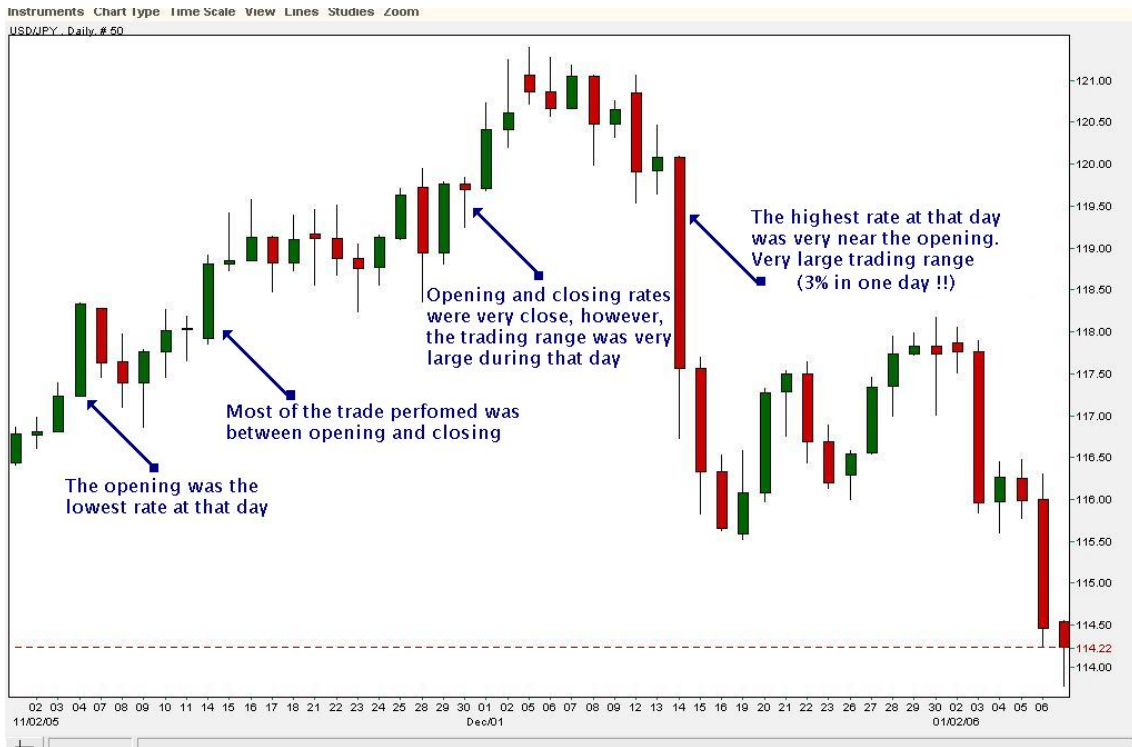 Instruments Chart Type Time Scale View Lines Studies Zoom
USD/JPY . Daily. # 50
121.00
120.50
120.00
119.50
119.00
118.50
118.00
117.50
117.00
116.50
116.00
115.50
115.00
114.50
114.22
114.00
The highest rate at that day
was very near the opening.
Very large trading range
(3% in one day !!)
Opening and closing rates
were very close, however,
the trading range was very
large during that day
Most of the trade perfomed was
between opening and closing
The opening was the
lowest rate at that day
02 03 04 07 08 09 10 11 14 15 16 17 18 21 22 23 24 25 28 29 30 01 02 05 06 07 08 09 12 13 14 15 16 19 20 21 22 23 26 27 28 29 30 02 03 04 05 06
11/02/05 Dec/01 01/02/06